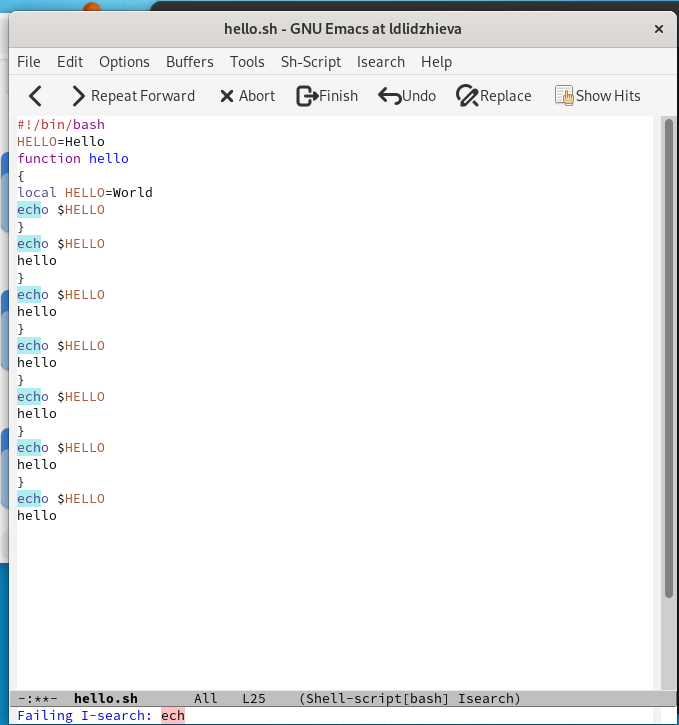 hello.sh - GNU Emacs at ldlidzhieva ×
File Edit Options Buffers Tools Sh-Script Isearch Help
Repeat Forward Abort Finish Undo Replace Show Hits
#!/bin/bash
HELLO=Hello
function hello
{
local HELLO=World
echo $HELLO
}
echo $HELLO
hello
}
echo $HELLO
hello
}
echo $HELLO
hello
}
echo $HELLO
hello
}
echo $HELLO
hello
}
echo $HELLO
hello
-:**- hello.sh All L25 (Shell-script[bash] Isearch)
Failing I-search: ech